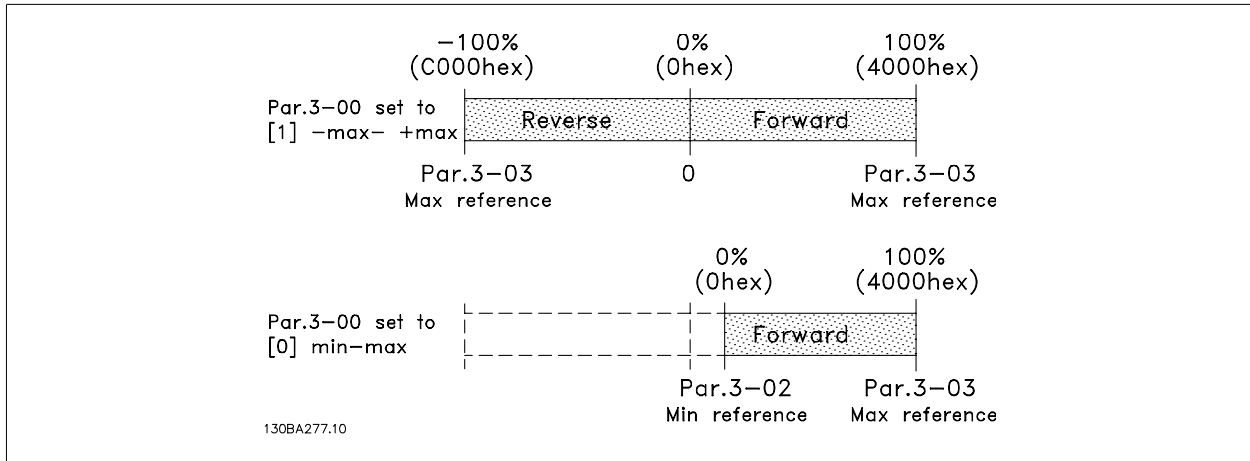 -100% 0% 100%
(C000hex) (0hex) (4000hex)
Par.3-00 set to
[1] -max- +max
Reverse Forward
Par.3-03 0 Par.3-03
Max reference Max reference
0% 100%
(0hex) (4000hex)
Par.3-00 set to
[0] min-max
Forward
Par.3-02 Par.3-03
Min reference Max reference
130BA277.10